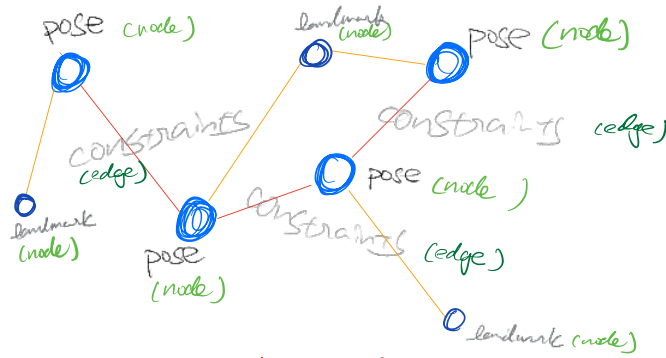 pose (node)
landmark
(node)
pose (node)
constraints
(edge)
constraints (edge)
landmark
(node)
pose
(node)
constraints
pose (node)
(edge)
landmark (node)